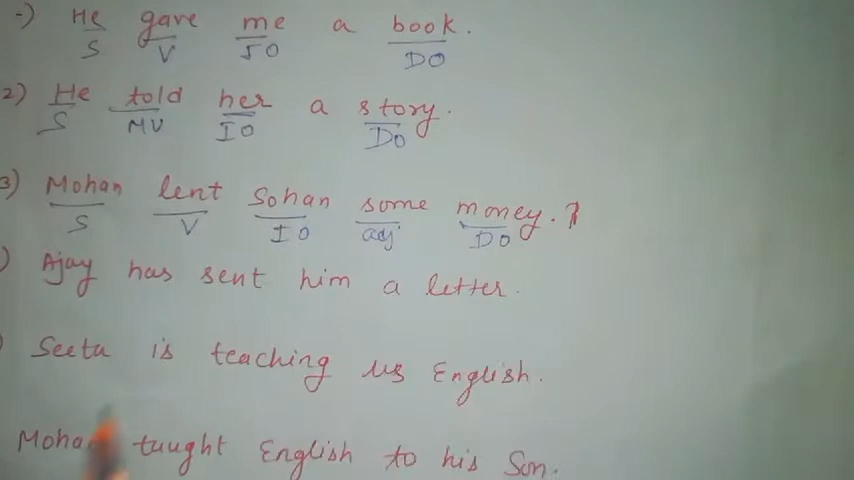 -) He gave me a book.
S V IO DO
2) He told her a story.
S MV IO DO
3) Mohan lent Sohan some money.
S V IO adj DO
) Ajay has sent him a letter.
) Seeta is teaching us English.
taught English to his Son.